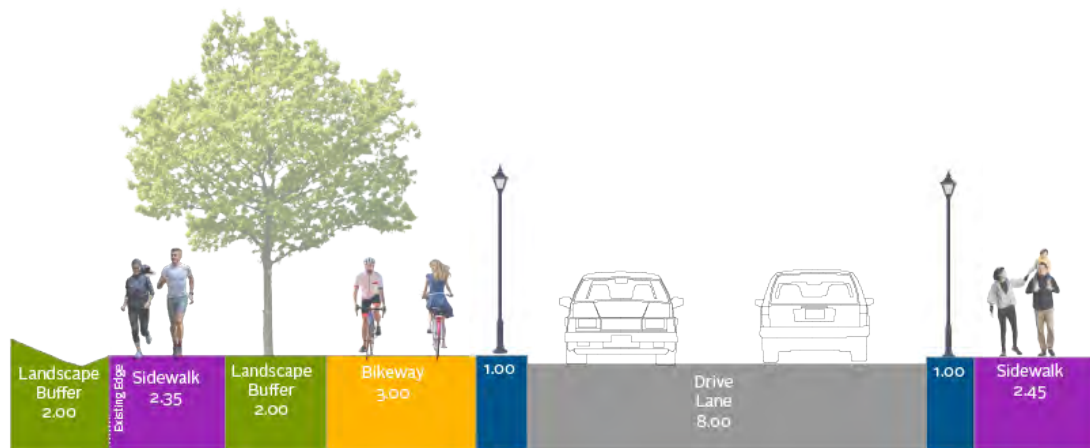 Landscape
Buffer
2.00
Existing Edge
Sidewalk
2.35
Landscape
Buffer
2.00
Bikeway
3.00
1.00
Drive
Lane
8.00
1.00
Sidewalk
2.45